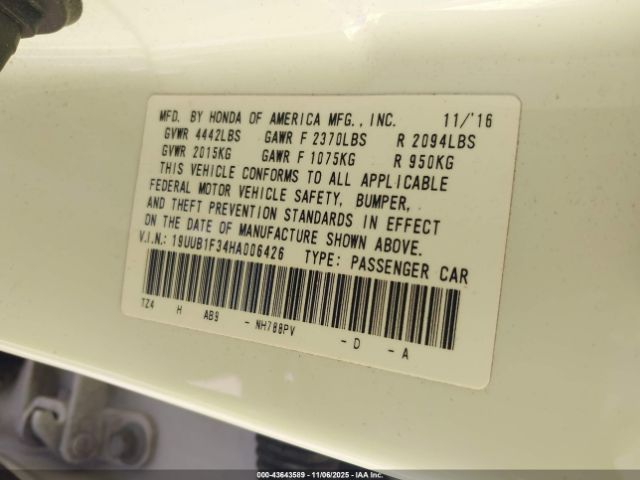 MFD. BY HONDA OF AMERICA MFG., INC. 11/'16
GVWR 4442LBS GAWR F 2370LBS R 2094LBS
GVWR 2015KG GAWR F 1075KG R 950KG
THIS VEHICLE CONFORMS TO ALL APPLICABLE
FEDERAL MOTOR VEHICLE SAFETY, BUMPER,
AND THEFT PREVENTION STANDARDS IN EFFECT
ON THE DATE OF MANUFACTURE SHOWN ABOVE.
V.I.N.: 19UUB1F34HA006426 TYPE: PASSENGER CAR
TZ4 H AB9 - NH788PV - D - A
000-43643589 - 11/06/2025 - IAA Inc.